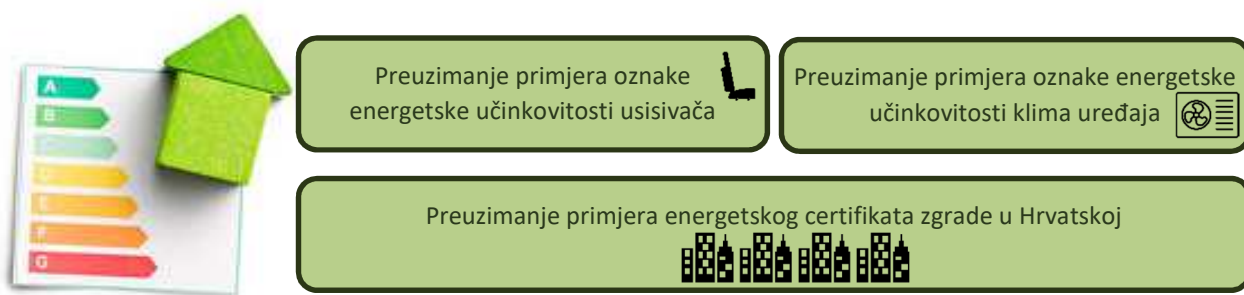 A
B
D
E
F
G
Preuzimanje primjera oznake
energetske učinkovitosti usisivača
Preuzimanje primjera oznake energetske
učinkovitosti klima uređaja
Preuzimanje primjera energetskog certifikata zgrade u Hrvatskoj